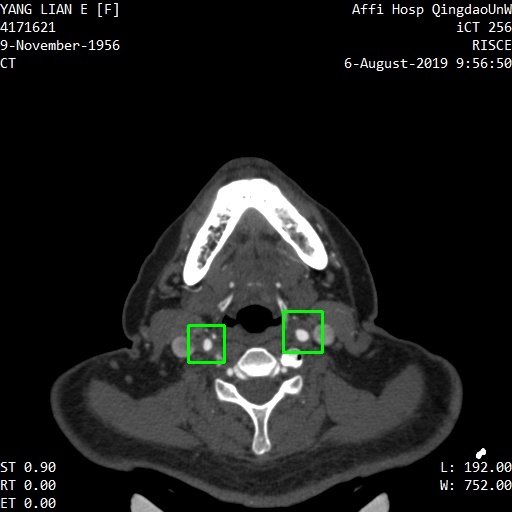 YANG LIAN E [F]
4171621
9-November-1956
CT
Affi Hosp QingdaoUnW
iCT 256
RISCE
6-August-2019 9:56:50
ST 0.90
RT 0.00
ET 0.00
L: 192.00
W: 752.00